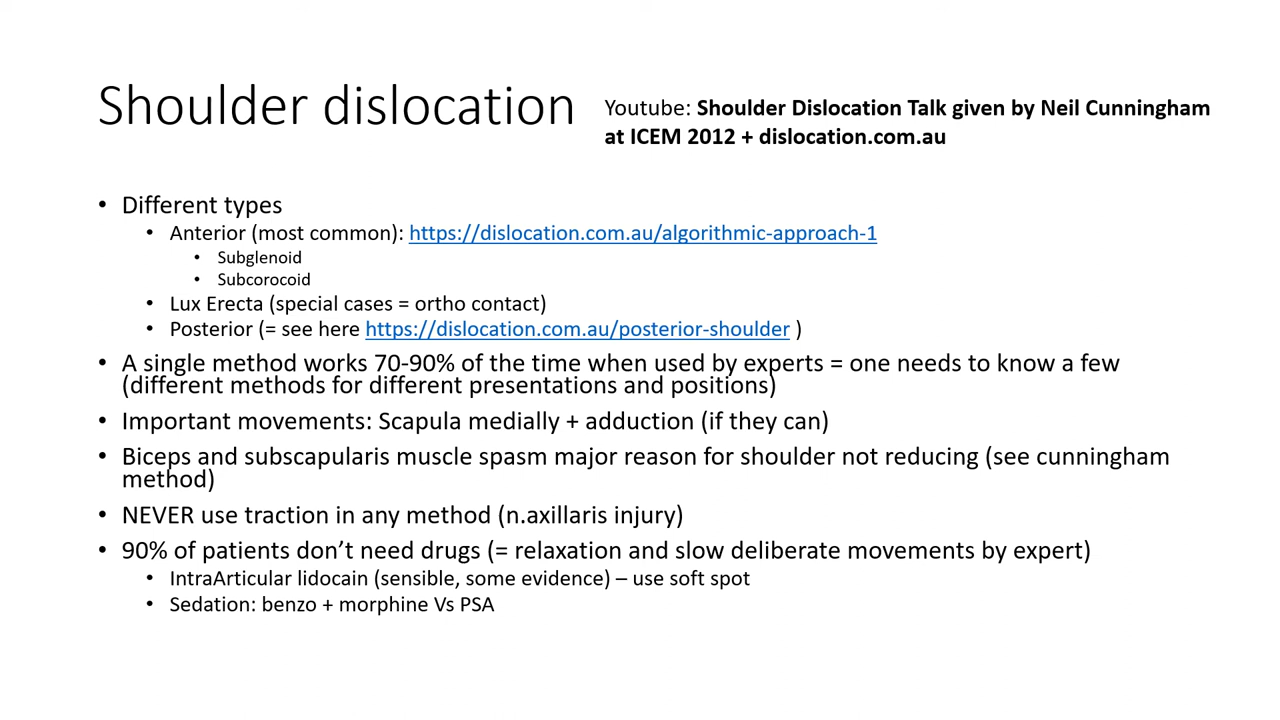 Shoulder dislocation
Youtube: Shoulder Dislocation Talk given by Neil Cunningham
at ICEM 2012 + dislocation.com.au
• Different types
• Anterior (most common): https://dislocation.com.au/algorithmic-approach-1
• Subglenoid
• Subcorocoid
• Lux Erecta (special cases = ortho contact)
• Posterior (= see here https://dislocation.com.au/posterior-shoulder )
• A single method works 70-90% of the time when used by experts = one needs to know a few
(different methods for different presentations and positions)
• Important movements: Scapula medially + adduction (if they can)
• Biceps and subscapularis muscle spasm major reason for shoulder not reducing (see cunningham
method)
• NEVER use traction in any method (n.axillaris injury)
• 90% of patients don’t need drugs (= relaxation and slow deliberate movements by expert)
• IntraArticular lidocain (sensible, some evidence) – use soft spot
• Sedation: benzo + morphine Vs PSA